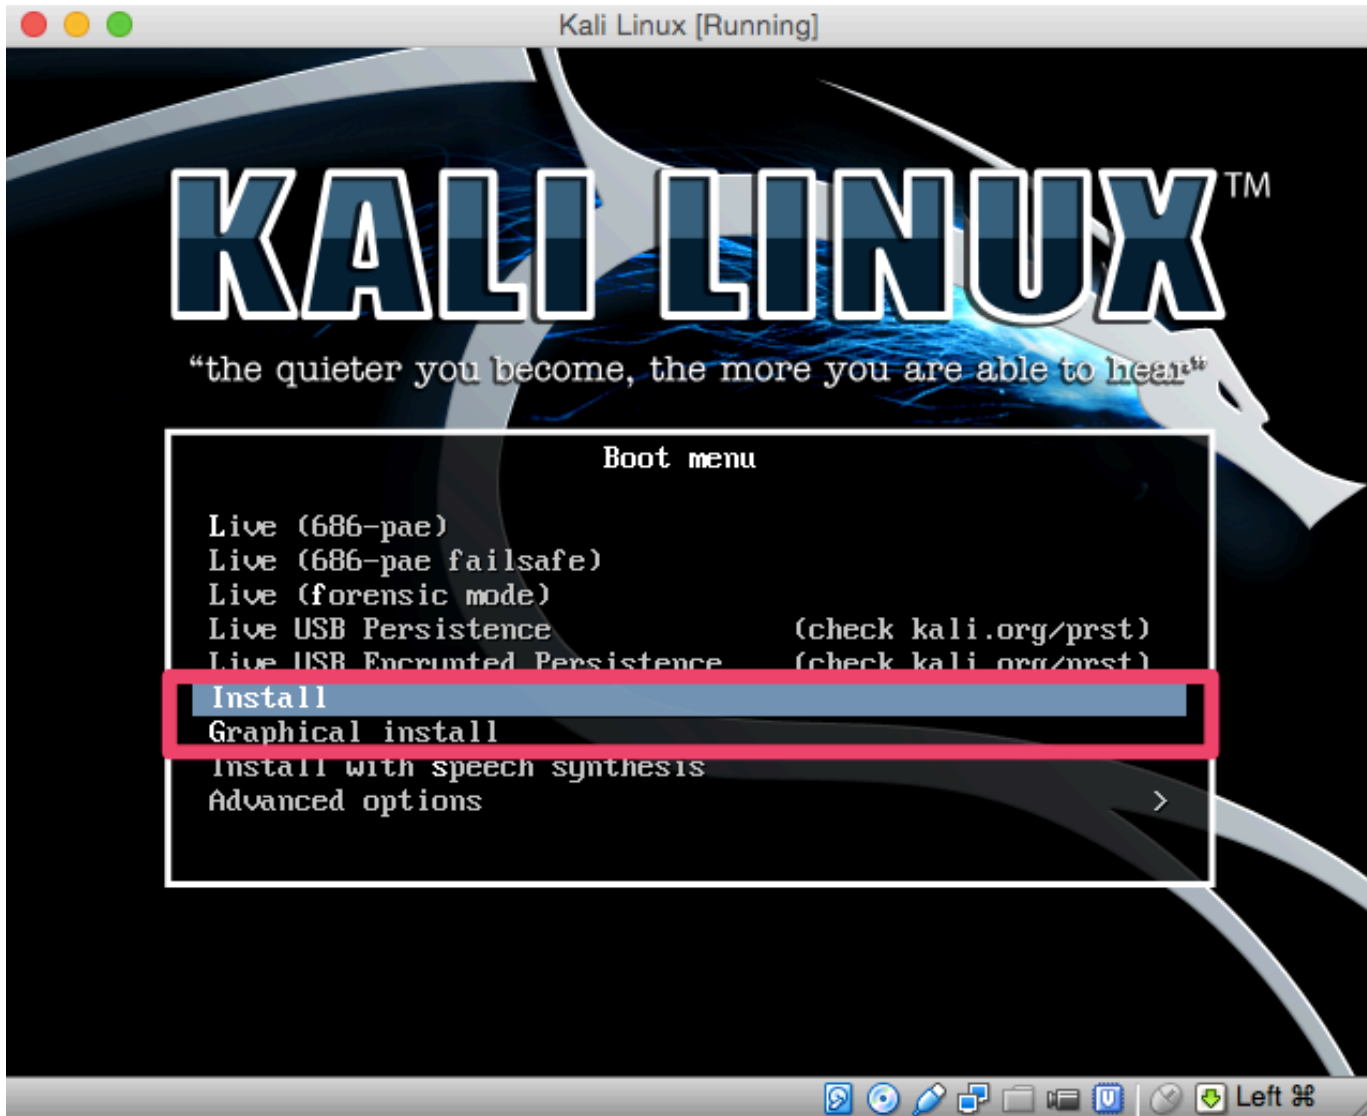 Kali Linux [Running]
KALI LINUX™
“the quieter you become, the more you are able to hear“
Boot menu
Live (686-pae)
Live (686-pae failsafe)
Live (forensic mode)
Live USB Persistence (check kali.org/prst)
Live USB Encrypted Persistence (check kali.org/prst)
Install
Graphical install
Install with speech synthesis
Advanced options >
Left ⌘